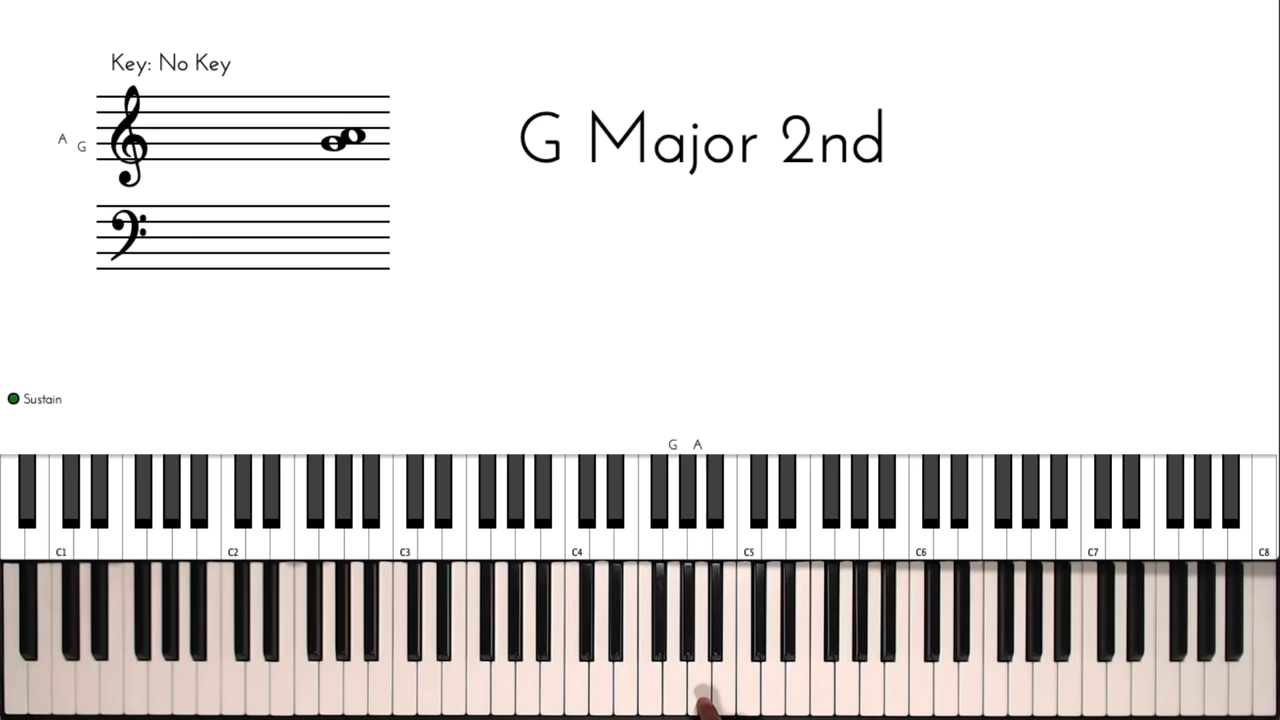 Key: No Key
A G
G Major 2nd
Sustain
G A
C1 C2 C3 C4 C5 C6 C7 C8